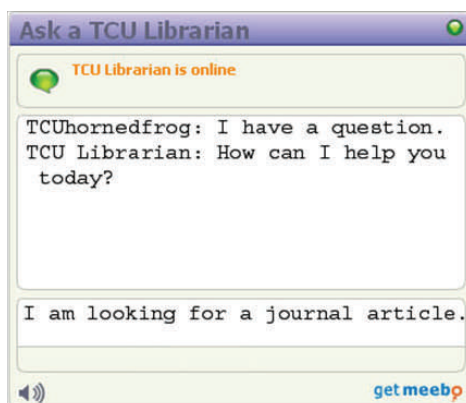 Ask a TCU Librarian
TCU Librarian is online
TCUhornedfrog: I have a question.
TCU Librarian: How can I help you
today?
I am looking for a journal article.
get meebo